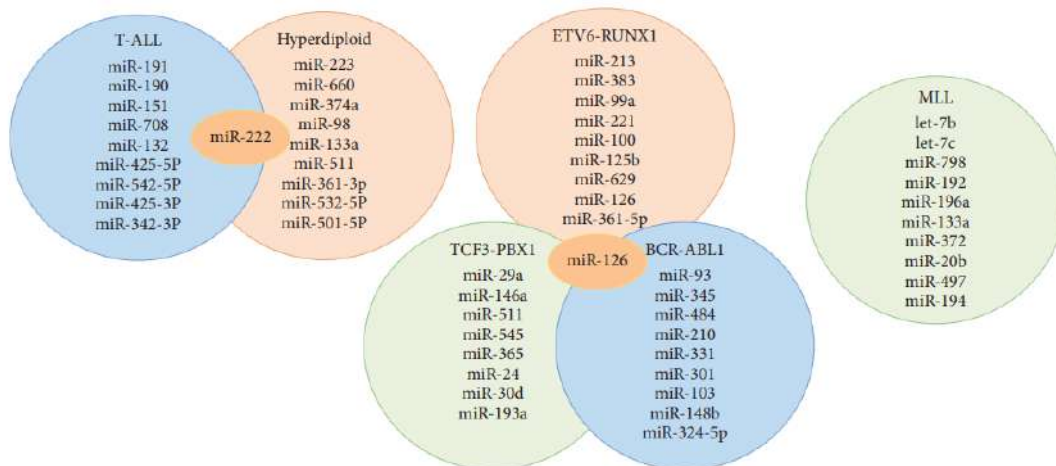 T-ALL
miR-191
miR-190
miR-151
miR-708
miR-132
miR-425-5P
miR-542-5P
miR-425-3P
miR-342-3P
miR-222
Hyperdiploid
miR-223
miR-660
miR-374a
miR-98
miR-133a
miR-511
miR-361-3p
miR-532-5P
miR-501-5P
ETV6-RUNX1
miR-213
miR-383
miR-99a
miR-221
miR-100
miR-125b
miR-629
miR-126
miR-361-5p
miR-126
TCF3-PBX1
miR-29a
miR-146a
miR-511
miR-545
miR-365
miR-24
miR-30d
miR-193a
BCR-ABL1
miR-93
miR-345
miR-484
miR-210
miR-331
miR-301
miR-103
miR-148b
miR-324-5p
MLL
let-7b
let-7c
miR-798
miR-192
miR-196a
miR-133a
miR-372
miR-20b
miR-497
miR-194